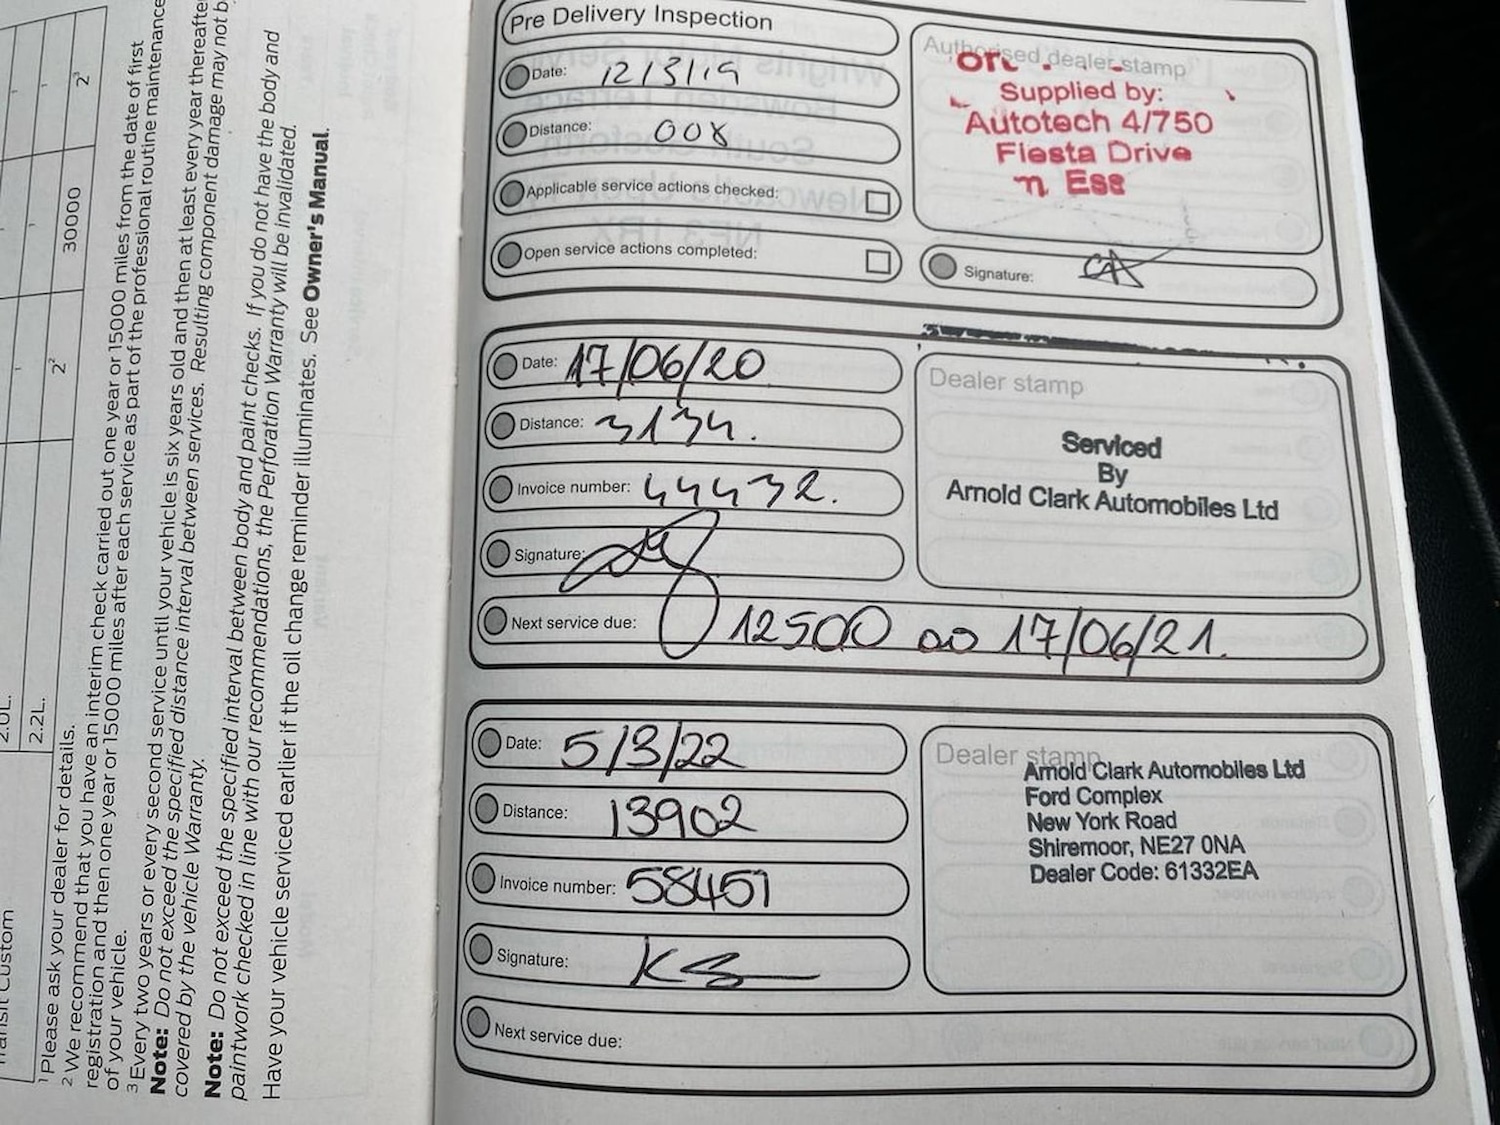 2.2L.
2²
30000
2³
¹ Please ask your dealer for details.
² We recommend that you have an interim check carried out one year or 15000 miles from the date of first
registration and then one year or 15000 miles after each service as part of the professional routine maintenance
of your vehicle.
³ Every two years or every second service until your vehicle is six years old and then at least every year thereafter
Note: Do not exceed the specified distance interval between services. Resulting component damage may not b
covered by the vehicle Warranty.
Note: Do not exceed the specified interval between body and paint checks. If you do not have the body and
paintwork checked in line with our recommendations, the Perforation Warranty will be invalidated.
Have your vehicle serviced earlier if the oil change reminder illuminates. See Owner's Manual.
Pre Delivery Inspection
Date: 12/3/19
Distance: 008
Applicable service actions checked:
Open service actions completed:
Authorised dealer stamp
Supplied by:
Autotech 4/750
Fiesta Drive
Signature: CA
Date: 17/06/20
Distance: 3134.
Invoice number: 44432.
Signature:
Next service due: 12500 00 17/06/21.
Dealer stamp
Serviced
By
Arnold Clark Automobiles Ltd
Date: 5/3/22
Distance: 13902
Invoice number: 58451
Signature: KS
Next service due:
Dealer stamp
Arnold Clark Automobiles Ltd
Ford Complex
New York Road
Shiremoor, NE27 0NA
Dealer Code: 61332EA